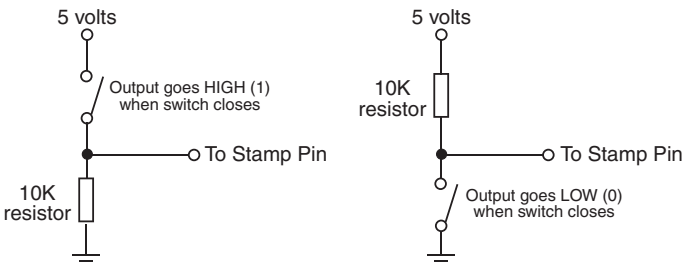 5 volts
Output goes HIGH (1)
when switch closes
To Stamp Pin
10K
resistor
5 volts
10K
resistor
To Stamp Pin
Output goes LOW (0)
when switch closes